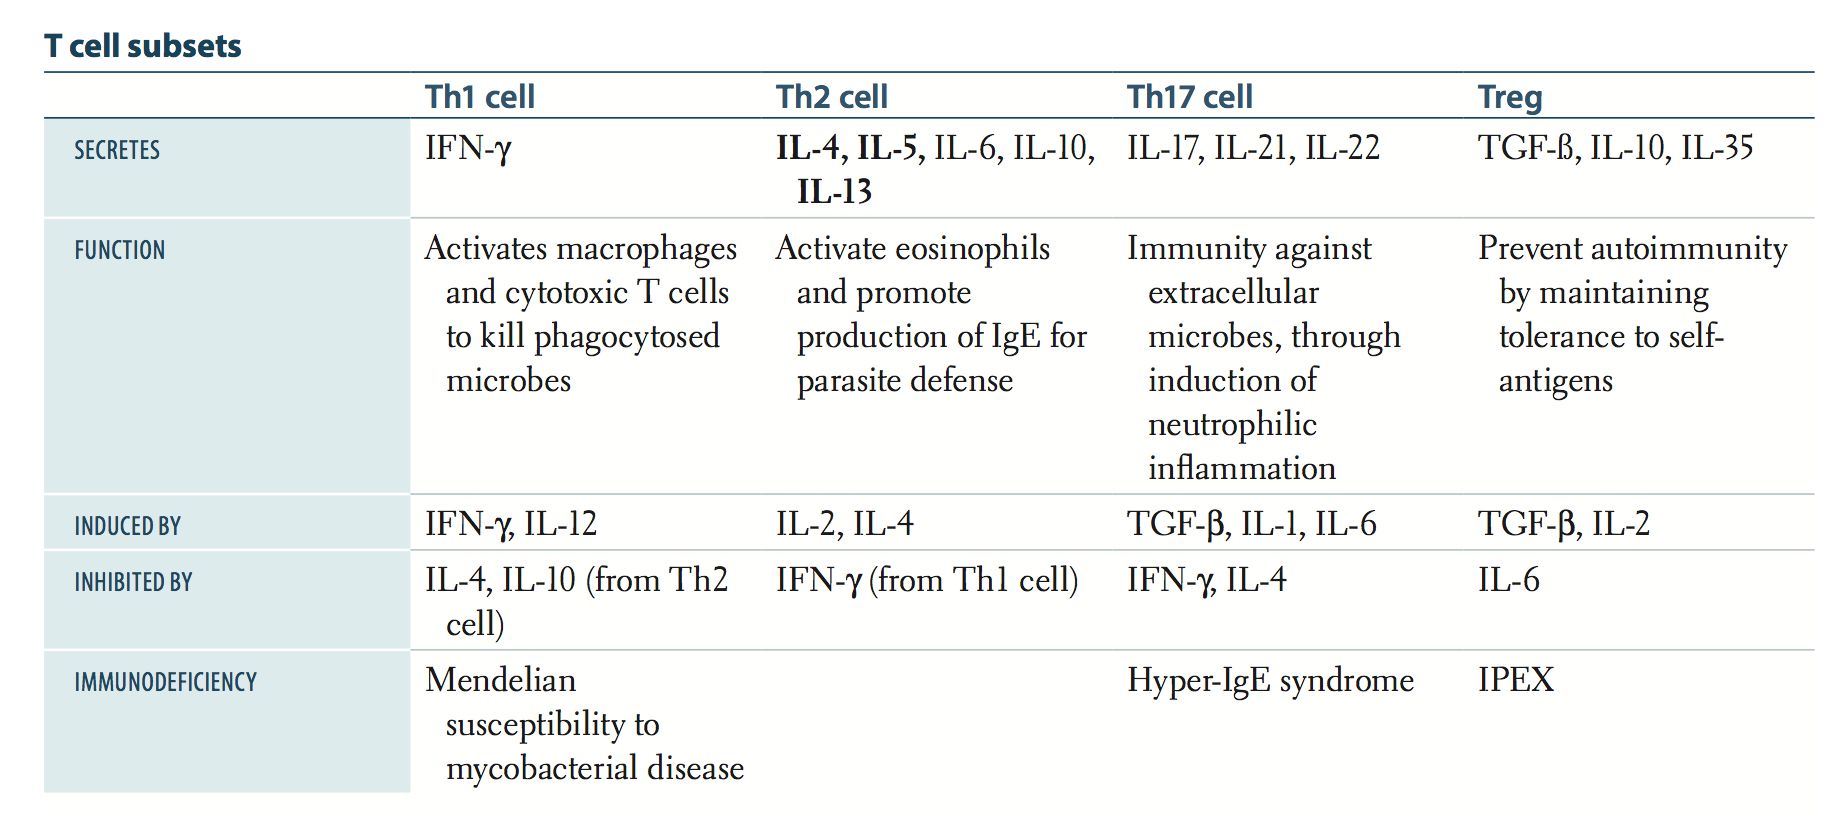 T cell subsets
Th1 cell Th2 cell Th17 cell Treg
SECRETES IFN-γ IL-4, IL-5, IL-6, IL-10, IL-17, IL-21, IL-22 TGF-ß, IL-10, IL-35
IL-13
FUNCTION Activates macrophages Activate eosinophils Immunity against Prevent autoimmunity
and cytotoxic T cells and promote extracellular by maintaining
to kill phagocytosed production of IgE for microbes, through tolerance to self-
microbes parasite defense induction of antigens
neutrophilic
inflammation
INDUCED BY IFN-γ, IL-12 IL-2, IL-4 TGF-β, IL-1, IL-6 TGF-β, IL-2
INHIBITED BY IL-4, IL-10 (from Th2 IFN-γ (from Th1 cell) IFN-γ, IL-4 IL-6
cell)
IMMUNODEFICIENCY Mendelian Hyper-IgE syndrome IPEX
susceptibility to
mycobacterial disease